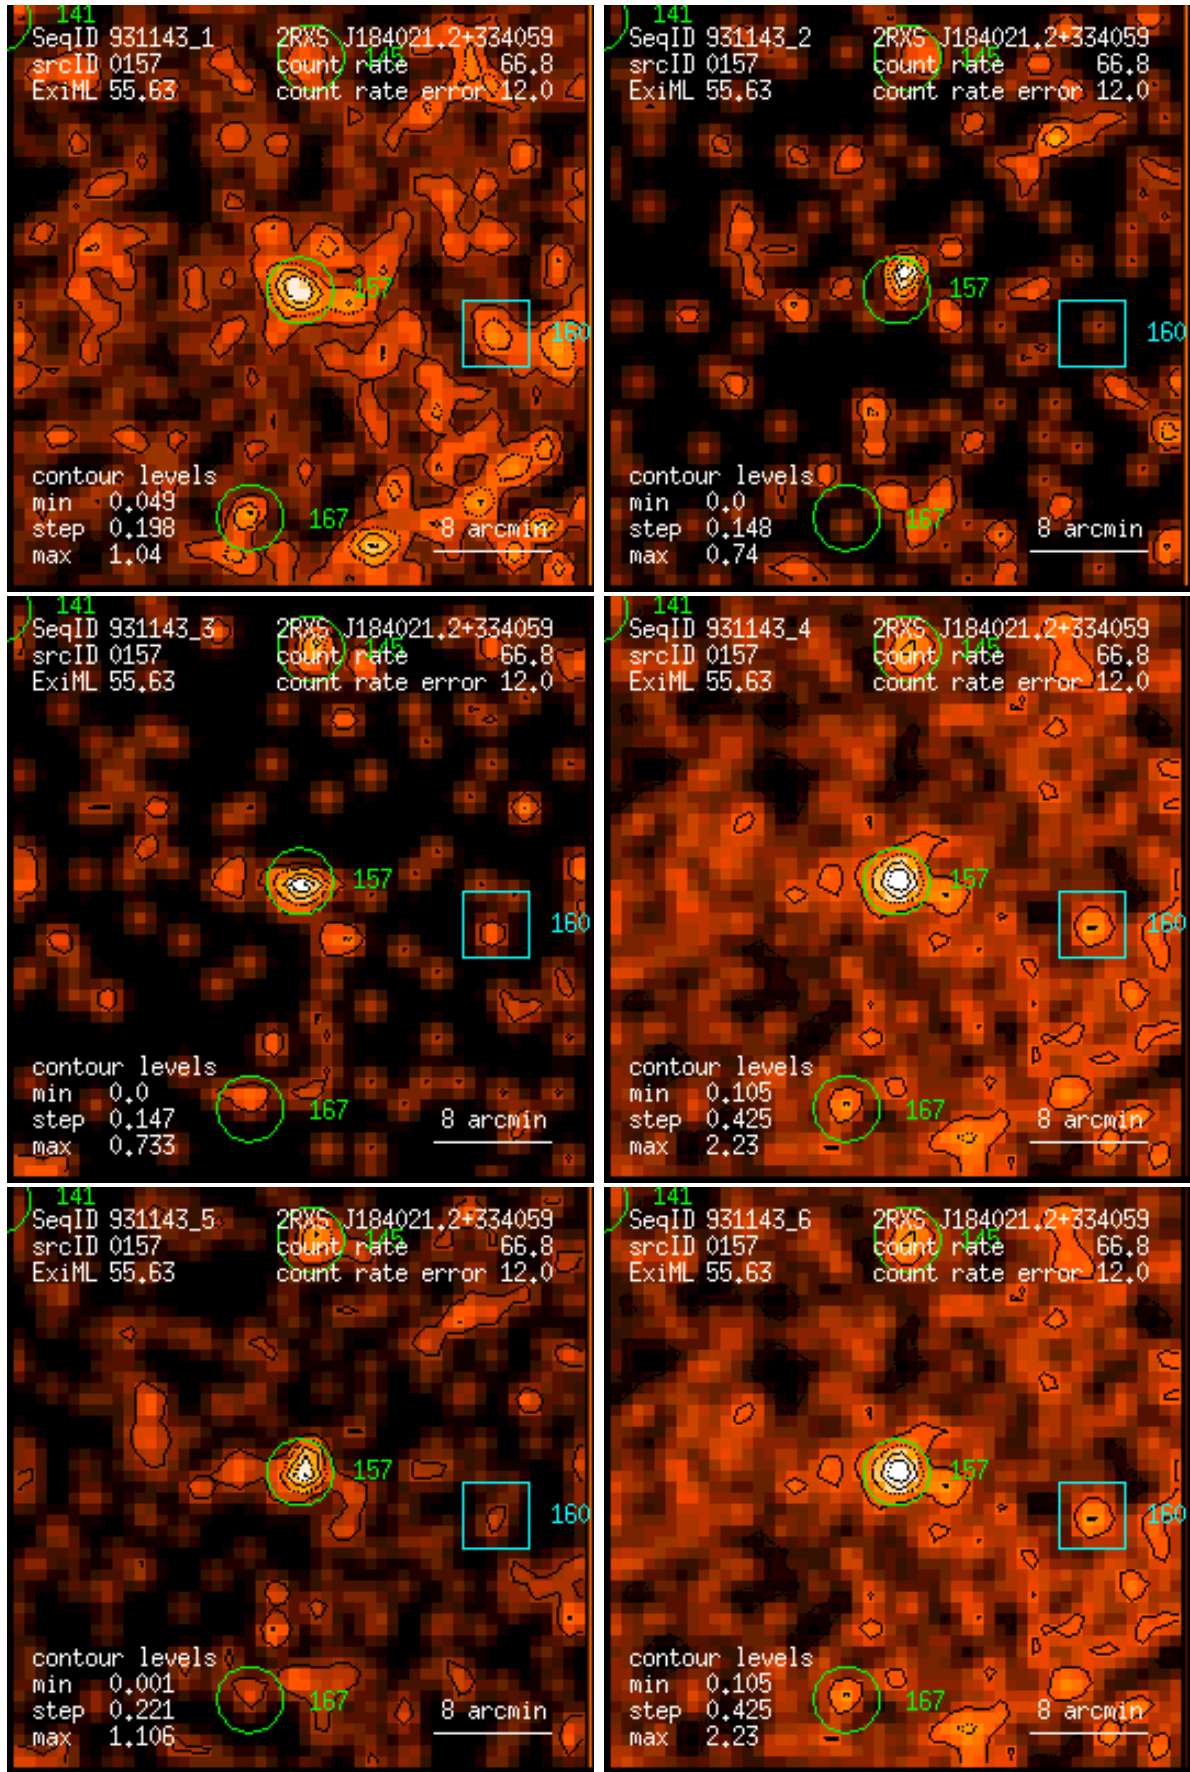 141
SeqID 931143_1 2RXS J184021.2+334059
srcID 0157 count rate 145 66.8
ExiML 55.63 count rate error 12.0
157
160
contour levels
min 0.049
step 0.198 167 8 arcmin
max 1.04
141
SeqID 931143_2 2RXS J184021.2+334059
srcID 0157 count rate 145 66.8
ExiML 55.63 count rate error 12.0
157
160
contour levels
min 0.0
step 0.148 167 8 arcmin
max 0.74
141
SeqID 931143_3 2RXS J184021.2+334059
srcID 0157 count rate 145 66.8
ExiML 55.63 count rate error 12.0
157
160
contour levels
min 0.0
step 0.147 167 8 arcmin
max 0.733
SeqID 931143_4 2RXS J184021.2+334059
141
srcID 0157 count rate 145 66.8
ExiML 55.63 count rate error 12.0
157
160
contour levels
min 0.105
step 0.425 167 8 arcmin
max 2.23
141
SeqID 931143_5 2RXS J184021.2+334059
srcID 0157 count rate 145 66.8
ExiML 55.63 count rate error 12.0
157
160
contour levels
min 0.001
step 0.221 167 8 arcmin
max 1.106
141
SeqID 931143_6 2RXS J184021.2+334059
srcID 0157 count rate 145 66.8
ExiML 55.63 count rate error 12.0
157
160
contour levels
min 0.105
step 0.425 167 8 arcmin
max 2.23